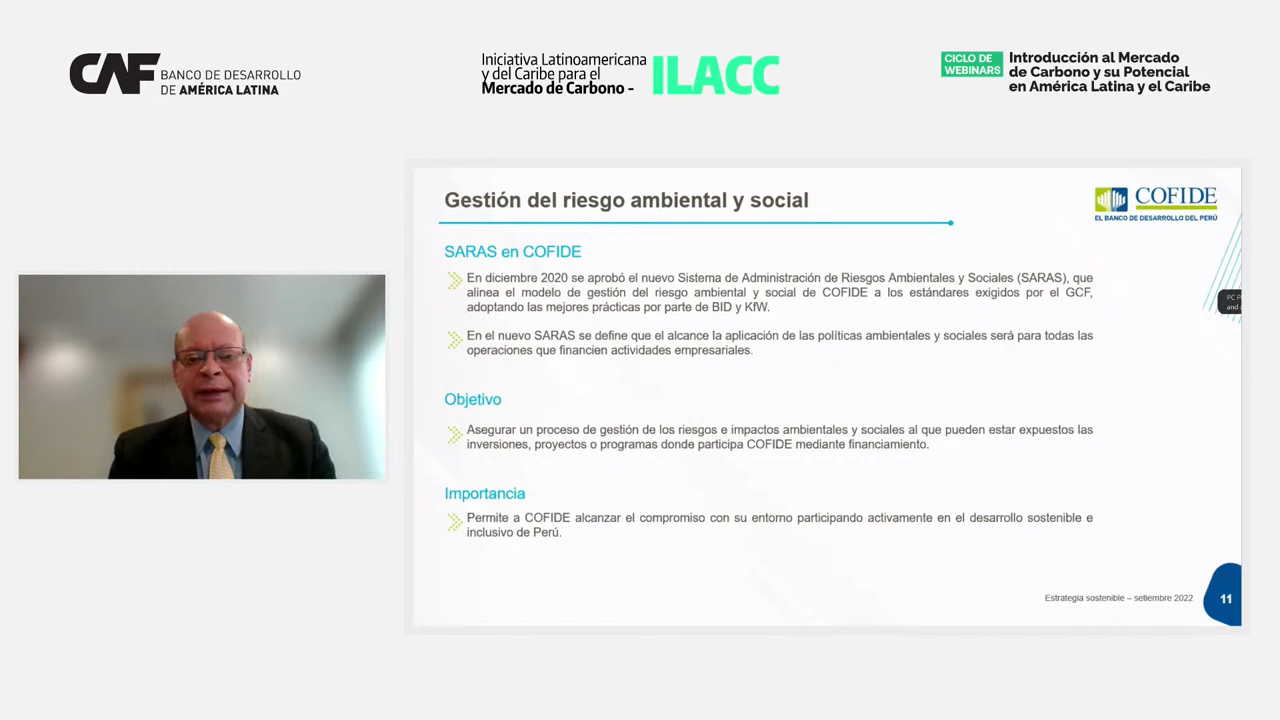 CAF BANCO DE DESARROLLO
DE AMÉRICA LATINA
Iniciativa Latinoamericana
y del Caribe para el
Mercado de Carbono -
ILACC
CICLO DE
WEBINARS
Introducción al Mercado
de Carbono y su Potencial
en América Latina y el Caribe
Gestión del riesgo ambiental y social
COFIDE
EL BANCO DE DESARROLLO DEL PERÚ
SARAS en COFIDE
En diciembre 2020 se aprobó el nuevo Sistema de Administración de Riesgos Ambientales y Sociales (SARAS), que
alinea el modelo de gestión del riesgo ambiental y social de COFIDE a los estándares exigidos por el GCF,
adoptando las mejores prácticas por parte de BID y KfW.
En el nuevo SARAS se define que el alcance la aplicación de las políticas ambientales y sociales será para todas las
operaciones que financien actividades empresariales.
Objetivo
Asegurar un proceso de gestión de los riesgos e impactos ambientales y sociales al que pueden estar expuestos las
inversiones, proyectos o programas donde participa COFIDE mediante financiamiento.
Importancia
Permite a COFIDE alcanzar el compromiso con su entorno participando activamente en el desarrollo sostenible e
inclusivo de Perú.
Estrategia sostenible – setiembre 2022
11